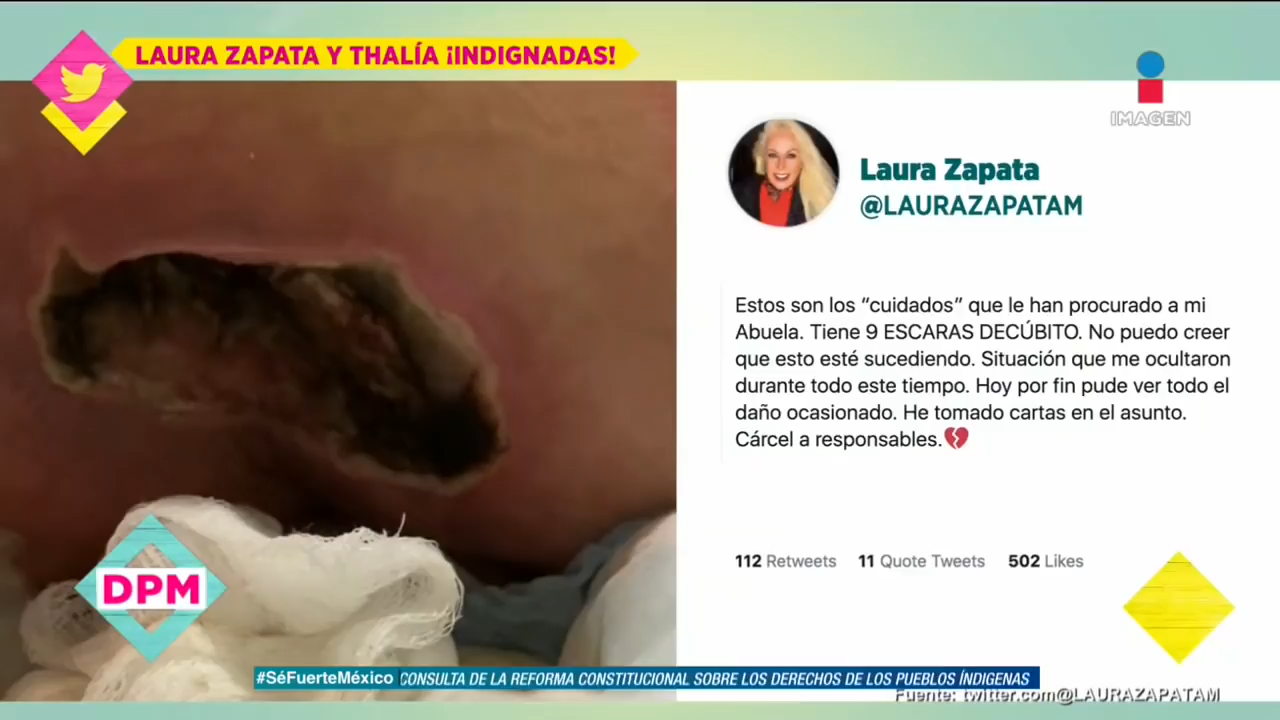 LAURA ZAPATA Y THALÍA ¡INDIGNADAS!
IMAGEN
Laura Zapata
@LAURAZAPATAM
Estos son los “cuidados” que le han procurado a mi
Abuela. Tiene 9 ESCARAS DECÚBITO. No puedo creer
que esto esté sucediendo. Situación que me ocultaron
durante todo este tiempo. Hoy por fin pude ver todo el
daño ocasionado. He tomado cartas en el asunto.
Cárcel a responsables.💔
112 Retweets 11 Quote Tweets 502 Likes
DPM
#SéFuerteMéxico CONSULTA DE LA REFORMA CONSTITUCIONAL SOBRE LOS DERECHOS DE LOS PUEBLOS ÍNDIGENAS
Fuente: twitter.com@LAURAZAPATAM